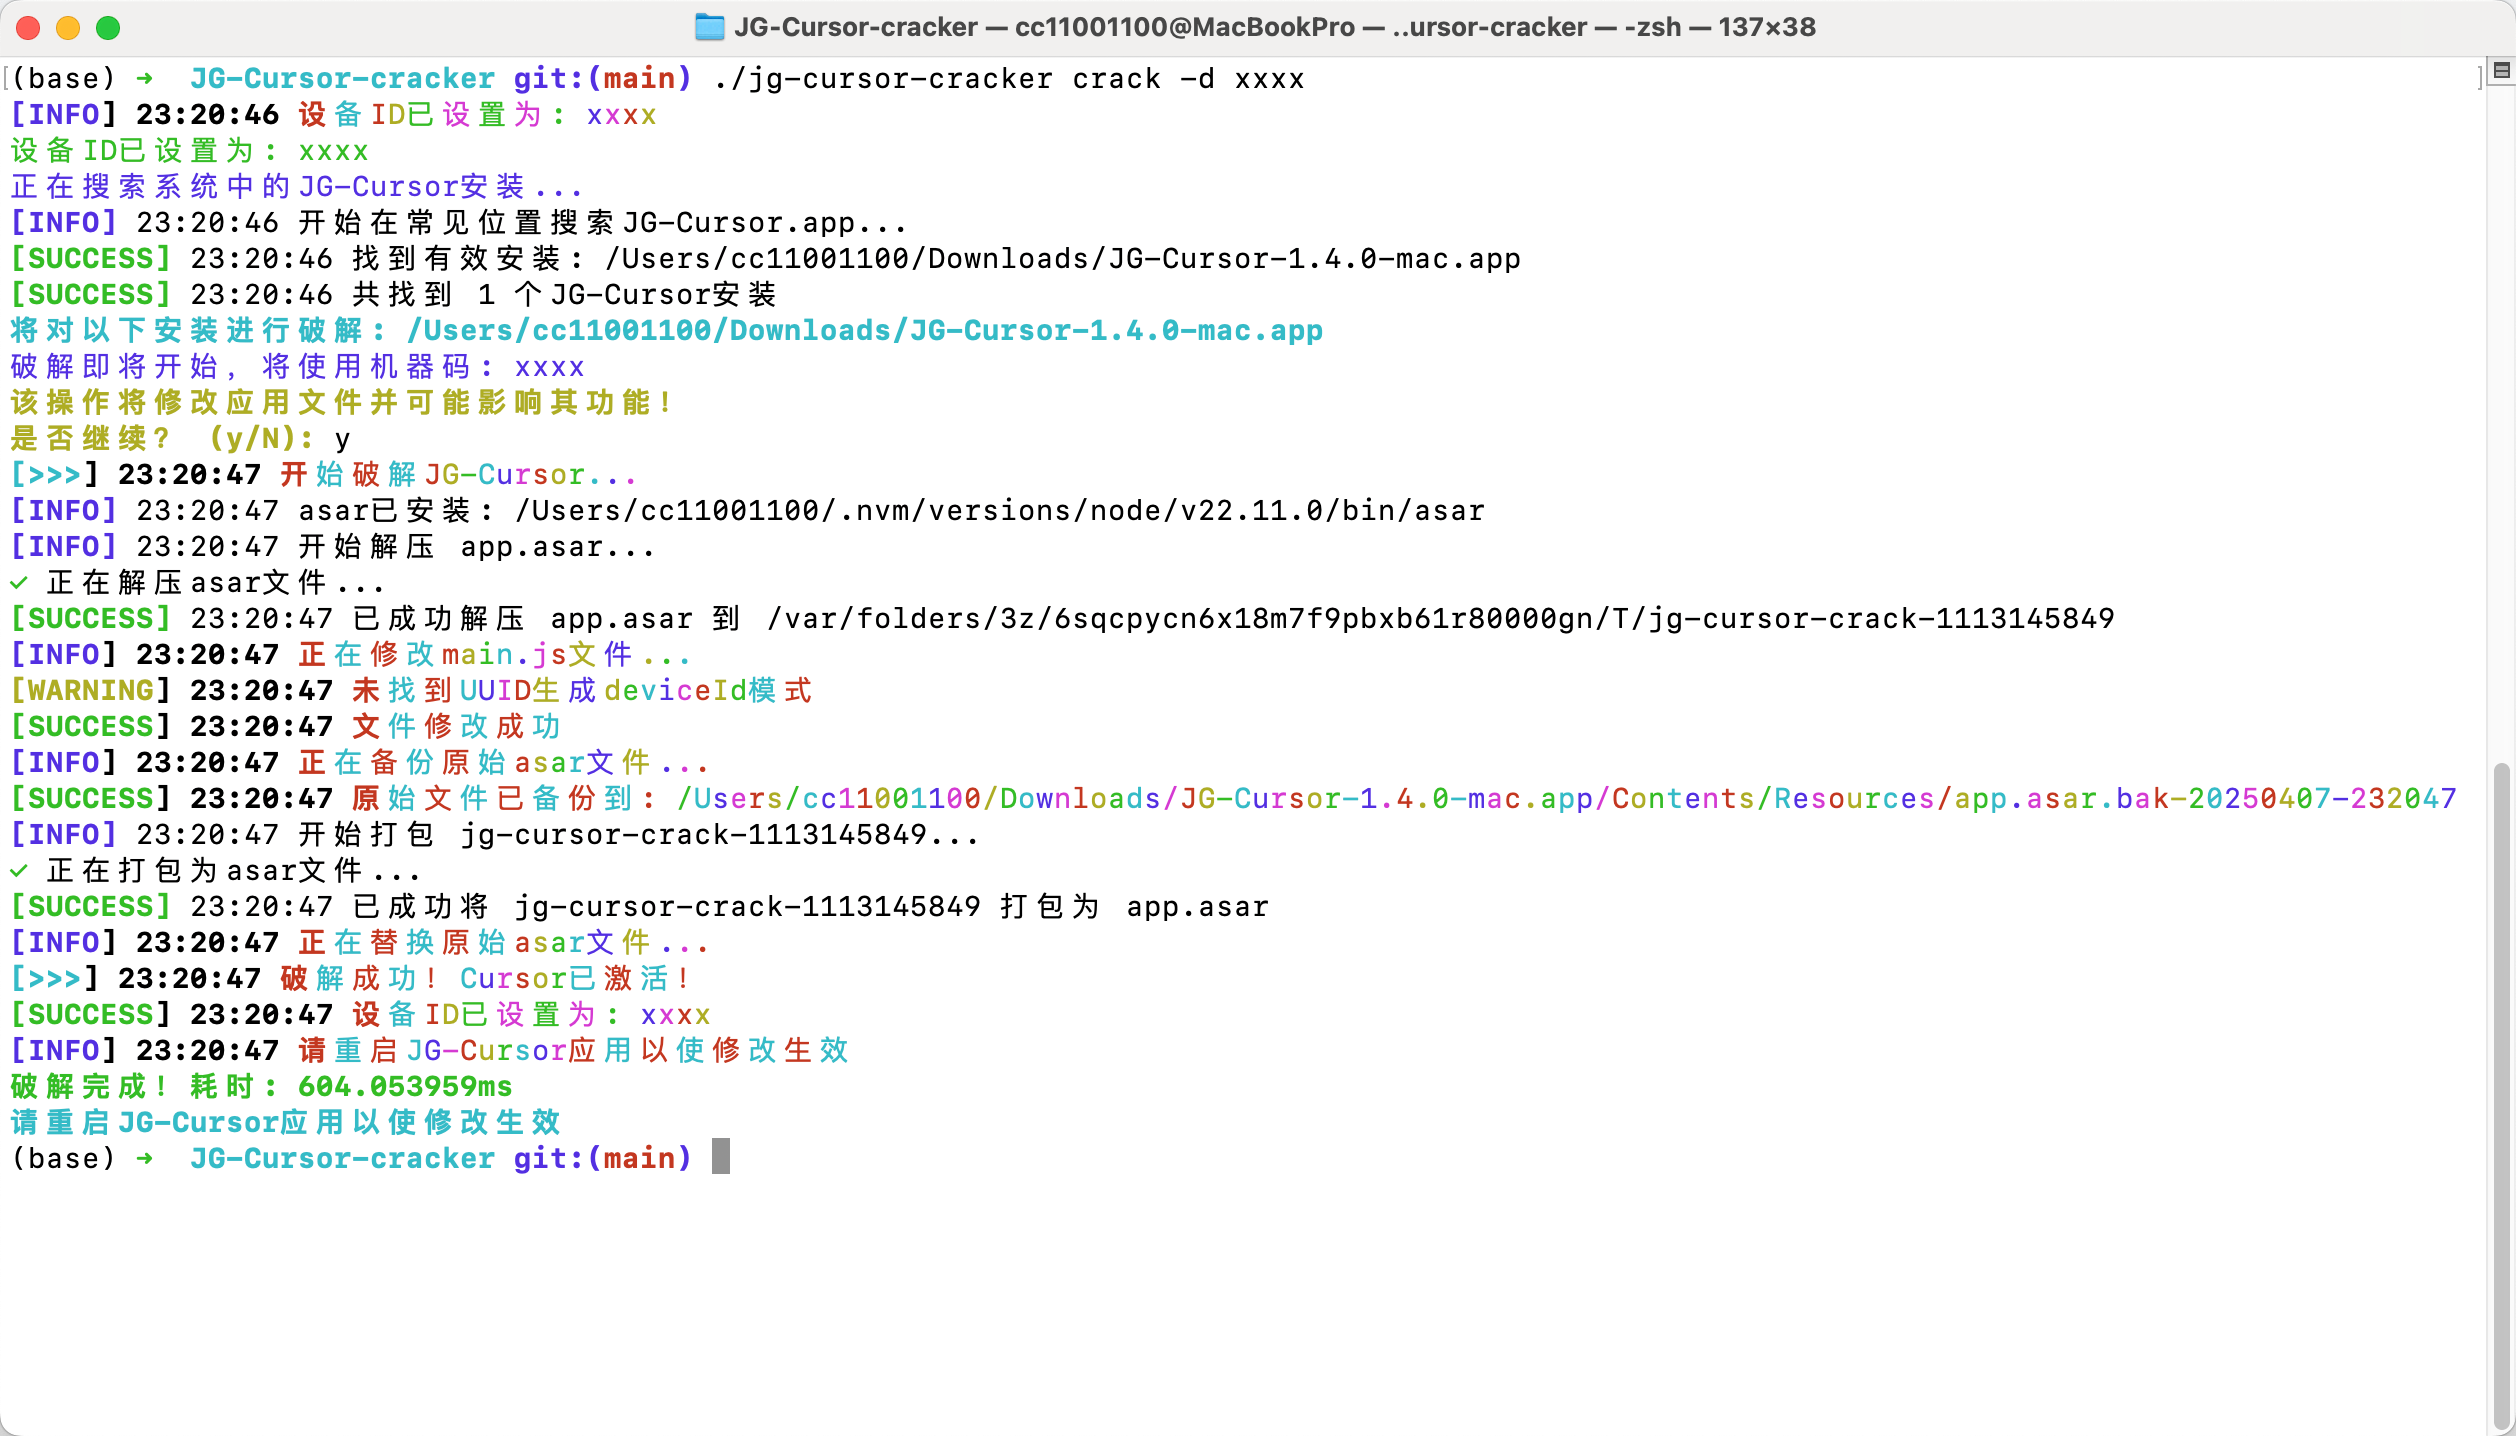 JG-Cursor-cracker — cc11001100@MacBookPro — ..ursor-cracker — -zsh — 137×38
(base) ➜  JG-Cursor-cracker git:(main) ./jg-cursor-cracker crack -d xxxx
[INFO] 23:20:46 设备ID已设置为: xxxx
设备ID已设置为: xxxx
正在搜索系统中的JG-Cursor安装...
[INFO] 23:20:46 开始在常见位置搜索JG-Cursor.app...
[SUCCESS] 23:20:46 找到有效安装: /Users/cc11001100/Downloads/JG-Cursor-1.4.0-mac.app
[SUCCESS] 23:20:46 共找到 1 个JG-Cursor安装
将对以下安装进行破解: /Users/cc11001100/Downloads/JG-Cursor-1.4.0-mac.app
破解即将开始，将使用机器码: xxxx
该操作将修改应用文件并可能影响其功能！
是否继续？ (y/N): y
[>>>] 23:20:47 开始破解JG-Cursor...
[INFO] 23:20:47 asar已安装: /Users/cc11001100/.nvm/versions/node/v22.11.0/bin/asar
[INFO] 23:20:47 开始解压 app.asar...
✓ 正在解压asar文件...
[SUCCESS] 23:20:47 已成功解压 app.asar 到 /var/folders/3z/6sqcpycn6x18m7f9pbxb61r80000gn/T/jg-cursor-crack-1113145849
[INFO] 23:20:47 正在修改main.js文件...
[WARNING] 23:20:47 未找到UUID生成deviceId模式
[SUCCESS] 23:20:47 文件修改成功
[INFO] 23:20:47 正在备份原始asar文件...
[SUCCESS] 23:20:47 原始文件已备份到: /Users/cc11001100/Downloads/JG-Cursor-1.4.0-mac.app/Contents/Resources/app.asar.bak-20250407-232047
[INFO] 23:20:47 开始打包 jg-cursor-crack-1113145849...
✓ 正在打包为asar文件...
[SUCCESS] 23:20:47 已成功将 jg-cursor-crack-1113145849 打包为 app.asar
[INFO] 23:20:47 正在替换原始asar文件...
[>>>] 23:20:47 破解成功！Cursor已激活！
[SUCCESS] 23:20:47 设备ID已设置为: xxxx
[INFO] 23:20:47 请重启JG-Cursor应用以使修改生效
破解完成！耗时: 604.053959ms
请重启JG-Cursor应用以使修改生效
(base) ➜  JG-Cursor-cracker git:(main)